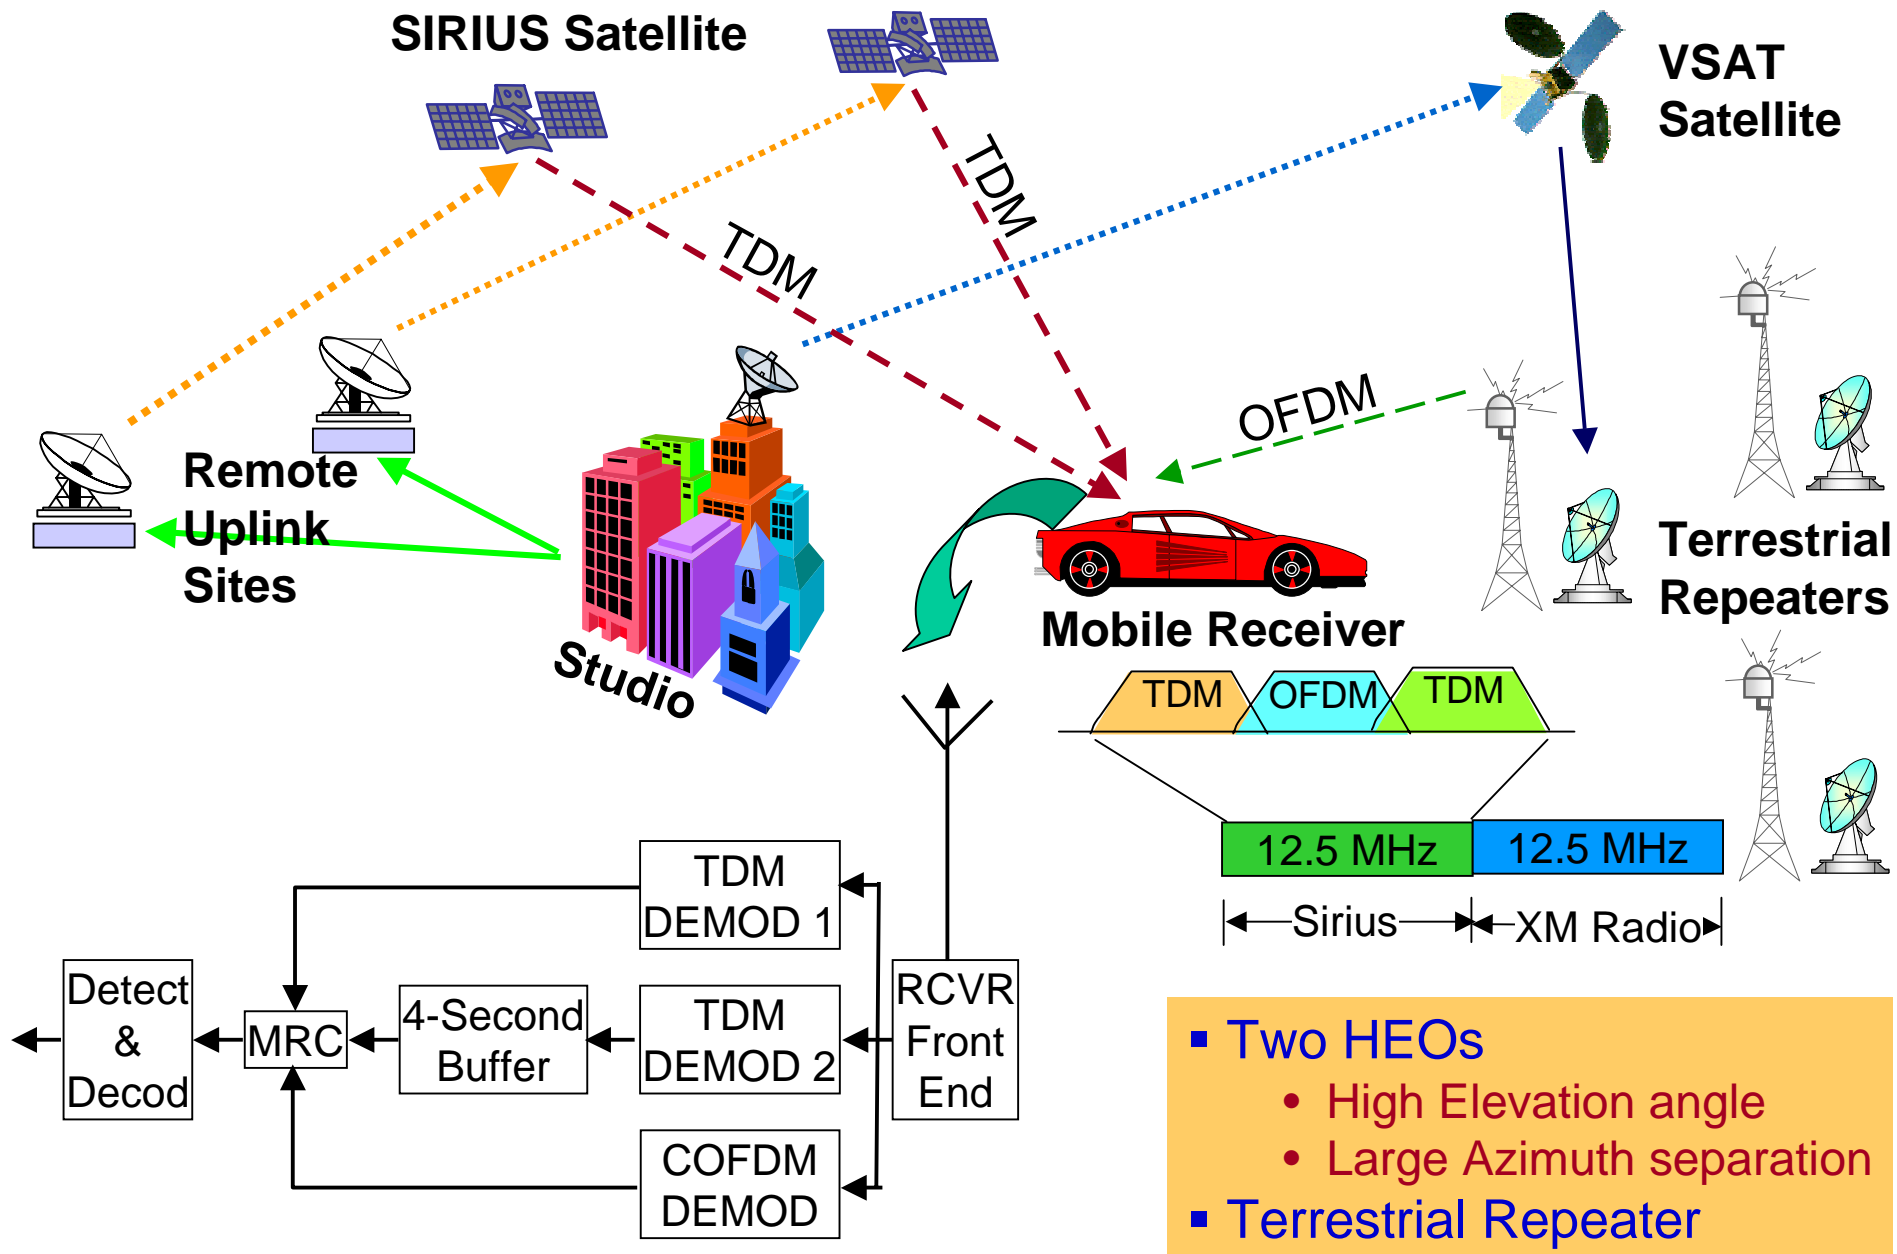 SIRIUS Satellite
VSAT
Satellite
TDM
TDM
OFDM
Remote
Uplink
Sites
Studio
Mobile Receiver
Terrestrial
Repeaters
TDM
OFDM
TDM
12.5 MHz
12.5 MHz
Sirius
XM Radio
TDM
DEMOD 1
Detect
&
Decod
MRC
4-Second
Buffer
TDM
DEMOD 2
RCVR
Front
End
COFDM
DEMOD
▪ Two HEOs
• High Elevation angle
• Large Azimuth separation
▪ Terrestrial Repeater